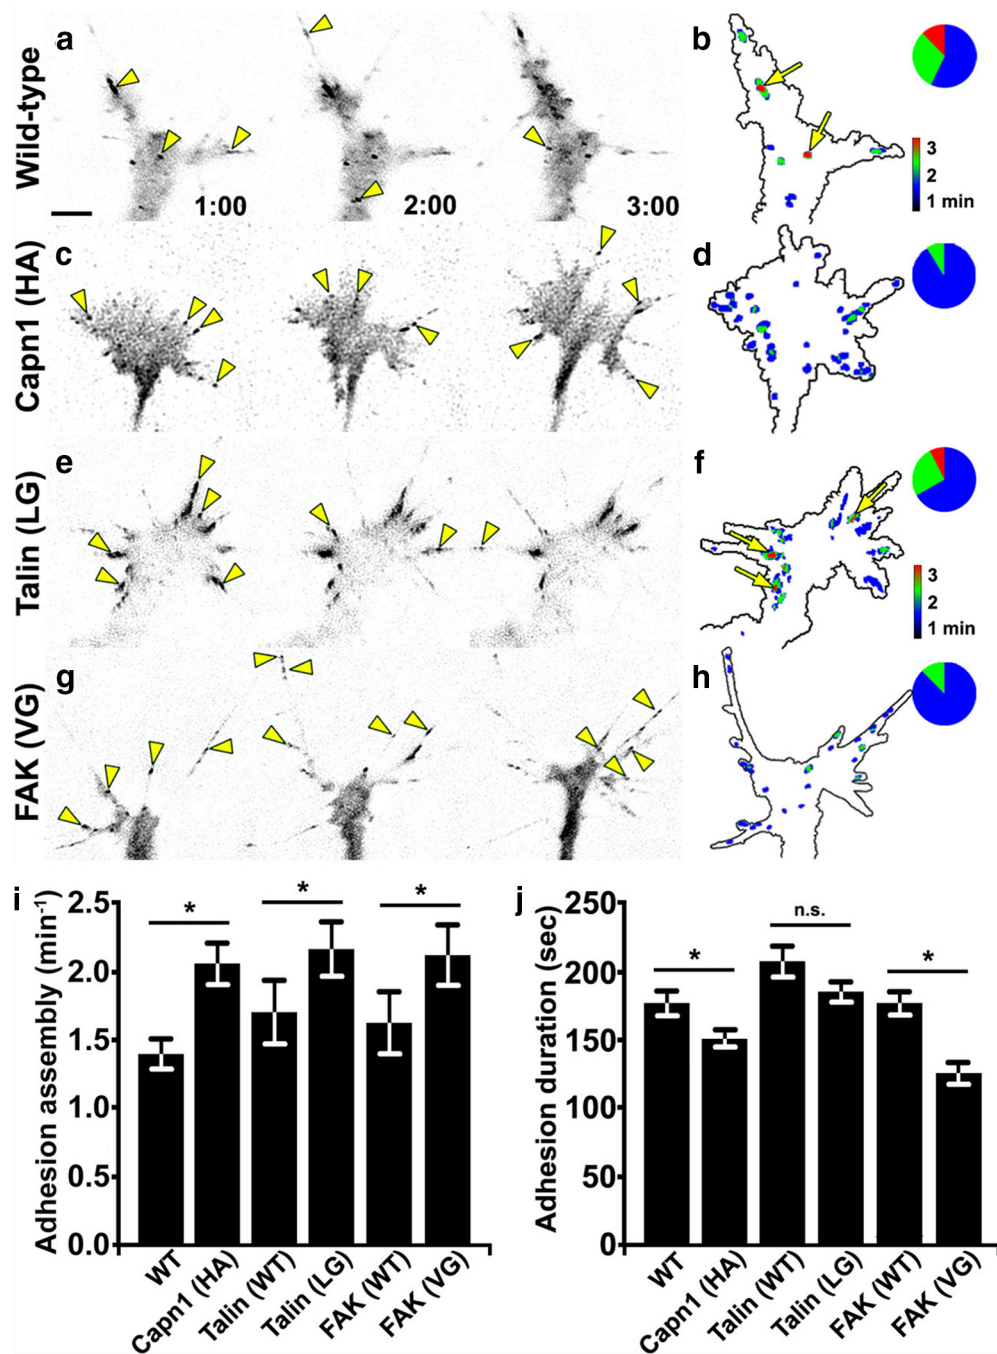 Wild-type
a
1:00
2:00
3:00
b
3
2
1 min
Capn1 (HA)
c
d
Talin (LG)
e
f
3
2
1 min
FAK (VG)
g
h
i
Adhesion assembly (min-1)
2.5
2.0
1.5
1.0
0.5
0.0
*
*
*
WT
Capn1 (HA)
Talin (WT)
Talin (LG)
FAK (WT)
FAK (VG)
j
Adhesion duration (sec)
250
200
150
100
50
0
*
n.s.
*
WT
Capn1 (HA)
Talin (WT)
Talin (LG)
FAK (WT)
FAK (VG)